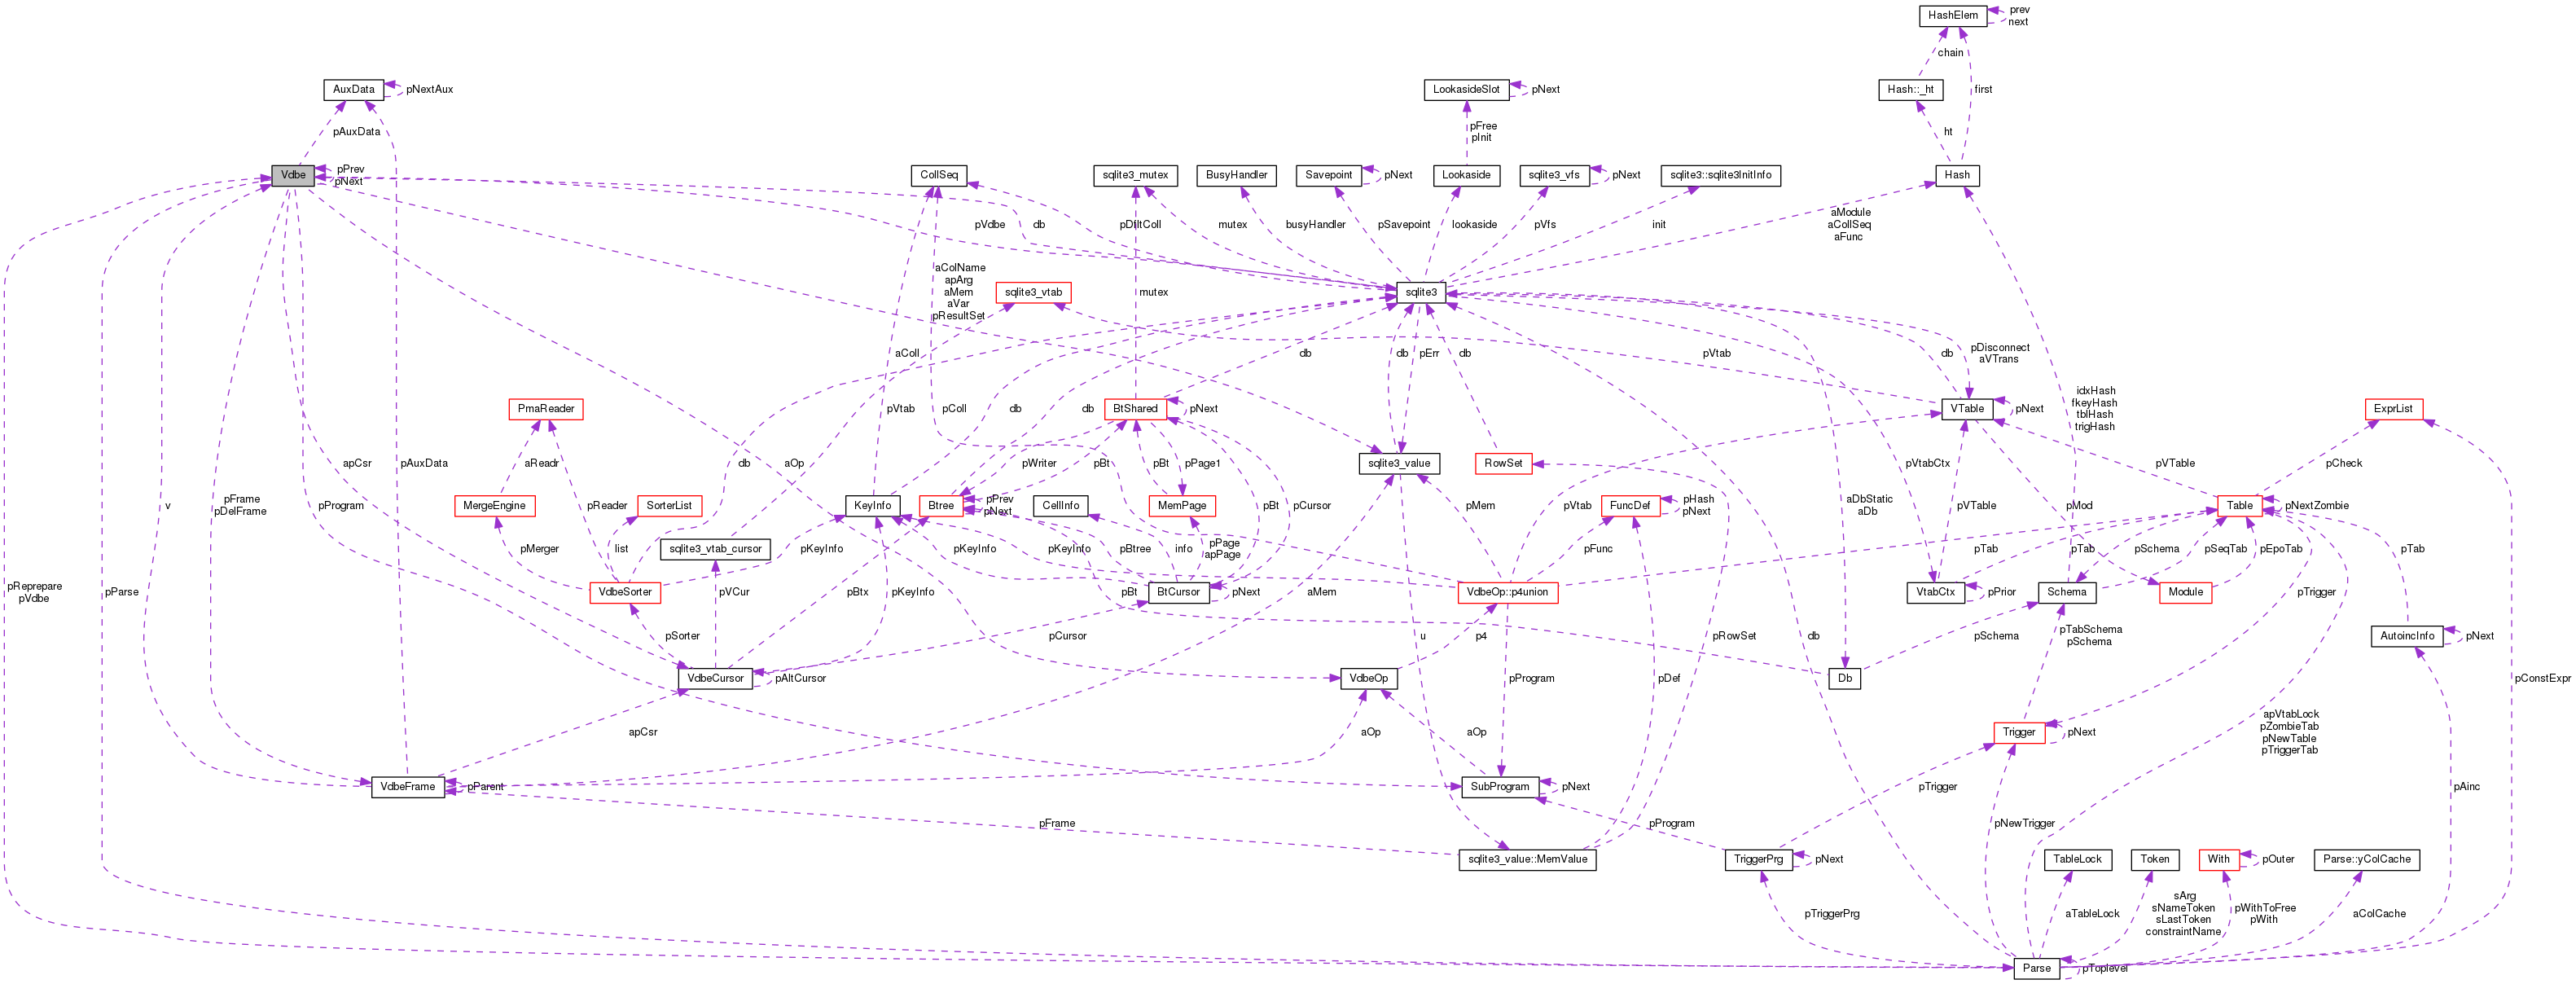 HashElem
prev
next
chain
AuxData
pNextAux
LookasideSlot
pNext
Hash::_ht
first
pAuxData
pFree
pInit
ht
Vdbe
pPrev
pNext
CollSeq
sqlite3_mutex
BusyHandler
Savepoint
pNext
Lookaside
sqlite3_vfs
pNext
sqlite3::sqlite3InitInfo
Hash
pVdbe
db
pDfltColl
mutex
busyHandler
pSavepoint
lookaside
pVfs
init
aModule
aCollSeq
aFunc
aColName
apArg
aMem
aVar
pResultSet
sqlite3_vtab
mutex
sqlite3
aColl
db
db
pErr
db
pVtab
db
pDisconnect
aVTrans
PmaReader
pVtab
pColl
db
db
BtShared
pNext
VTable
pNext
idxHash
fkeyHash
tblHash
trigHash
ExprList
aReadr
apCsr
aOp
db
pWriter
pBt
pBt
pPage1
sqlite3_value
RowSet
pVtabCtx
pVTable
pCheck
pAuxData
v
pFrame
pDelFrame
pProgram
MergeEngine
pReader
SorterList
KeyInfo
Btree
pPrev
pNext
CellInfo
MemPage
pBt
pCursor
pMem
pVtab
FuncDef
pHash
pNext
aDbStatic
aDb
pVTable
pMod
Table
pNextZombie
pMerger
list
sqlite3_vtab_cursor
pKeyInfo
pKeyInfo
pBtree
pKeyInfo
info
pPage
apPage
pFunc
pTab
pTab
pSchema
pSeqTab
pEpoTab
pTab
pReprepare
pVdbe
pParse
VdbeSorter
pVCur
pBtx
pKeyInfo
pBt
BtCursor
pNext
aMem
VdbeOp::p4union
VtabCtx
pPrior
Schema
Module
pTrigger
pSorter
pCursor
u
p4
pRowSet
db
pSchema
pTabSchema
pSchema
AutoincInfo
pNext
VdbeCursor
pAltCursor
VdbeOp
pProgram
pDef
Db
pConstExpr
apCsr
aOp
aOp
Trigger
pNext
apVtabLock
pZombieTab
pNewTable
pTriggerTab
VdbeFrame
pParent
SubProgram
pNext
pTrigger
pAinc
pFrame
pProgram
pNewTrigger
sqlite3_value::MemValue
TriggerPrg
pNext
TableLock
Token
With
pOuter
Parse::yColCache
pTriggerPrg
aTableLock
sArg
sNameToken
sLastToken
constraintName
pWithToFree
pWith
aColCache
Parse
pToplevel